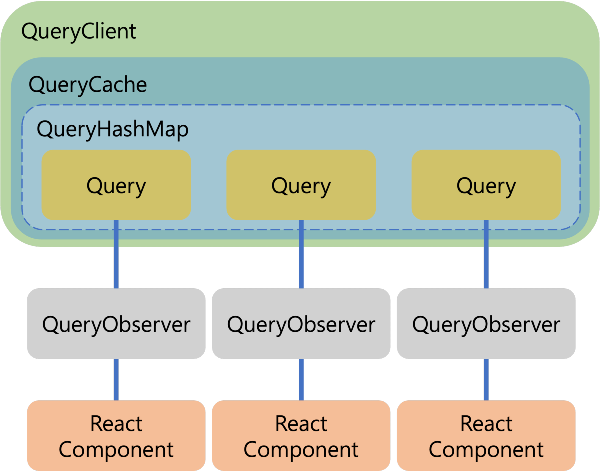 QueryClient
QueryCache
QueryHashMap
Query Query Query
QueryObserver QueryObserver QueryObserver
React React React
Component Component Component